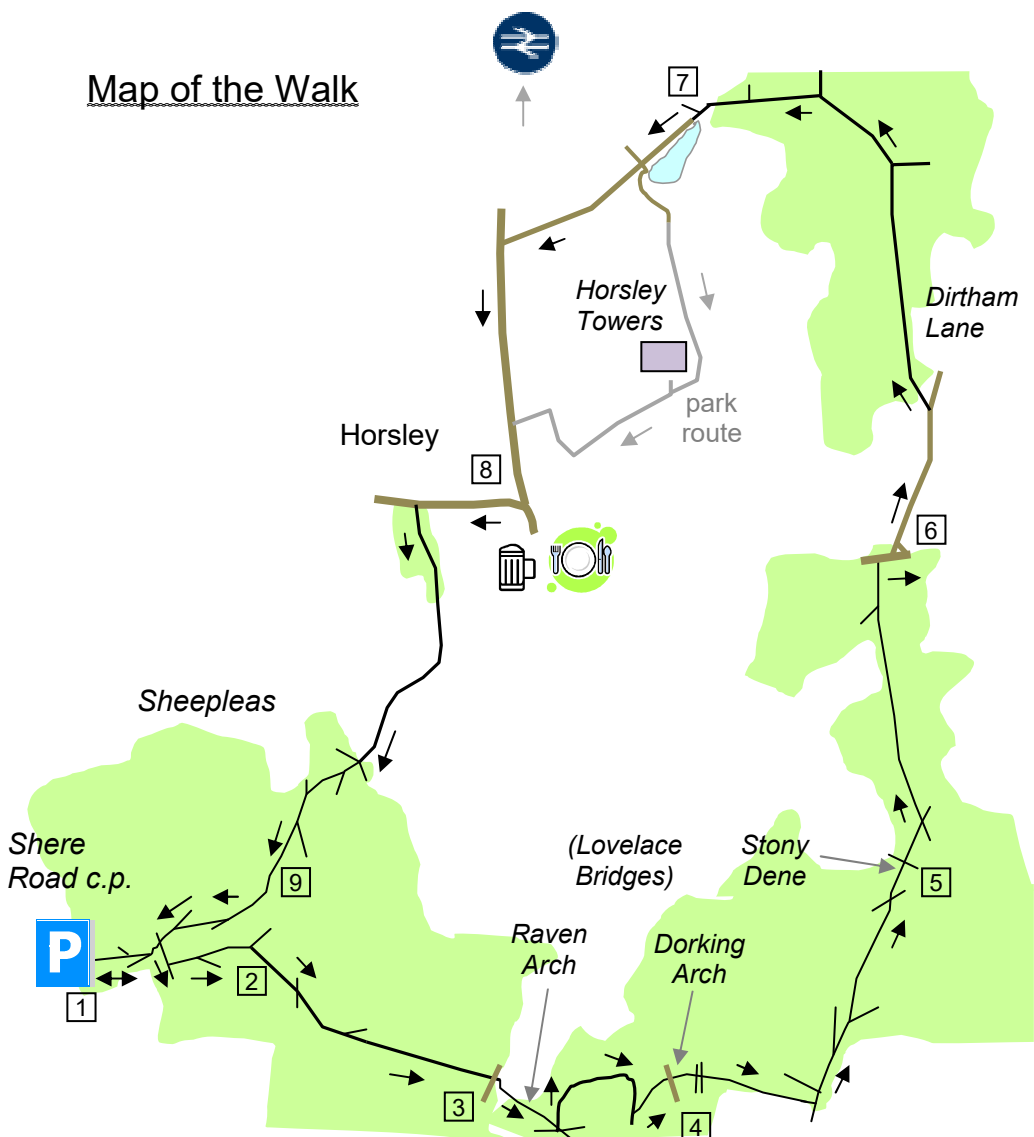 Map of the Walk
7
Horsley
Towers
Dirtham
Lane
park
route
Horsley
8
6
Sheepleas
Shere
Road c.p.
(Lovelace
Bridges)
Stony
Dene
9
5
P
Raven
Arch
Dorking
Arch
1
2
3
4